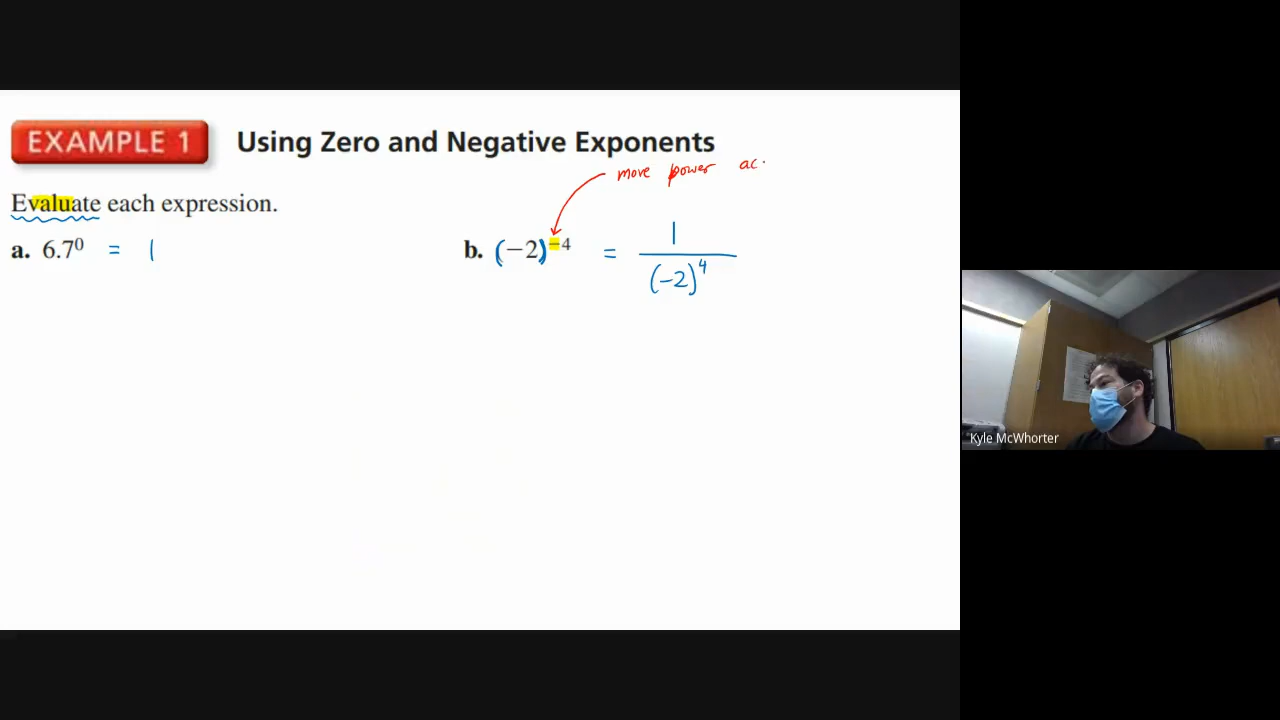 EXAMPLE 1 Using Zero and Negative Exponents
move power ac
Evaluate each expression.
a. 6.7⁰ = 1
b. (−2)⁻⁴ = 1/(−2)⁴
Kyle McWhorter